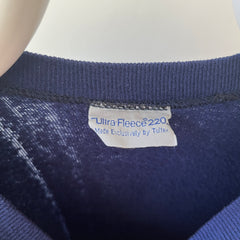 "Ultra-Fleece" 220
Made Exclusively by Tultex